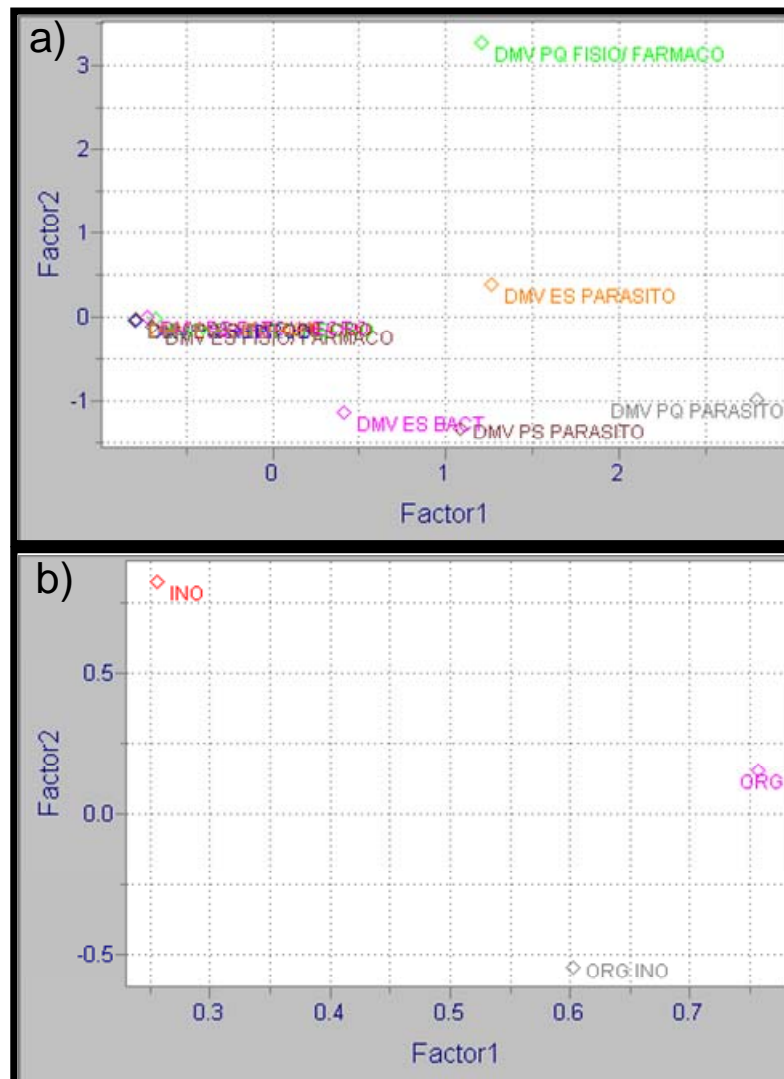 a)
3
2
1
0
-1
Factor2
DMV PQ FISIO/ FARMACO
DMV ES PARASITO
DMV ES FISIO/ FARMACO
DMV PQ PARASITO
DMV ES BACT
DMV PS PARASITO
0 1 2
Factor1
b)
0.5
0.0
-0.5
Factor2
INO
ORG
ORG INO
0.3 0.4 0.5 0.6 0.7
Factor1